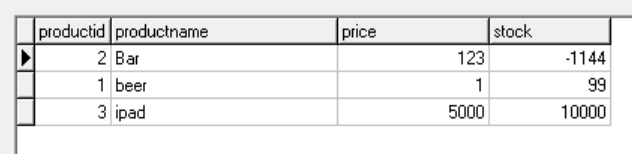 productid productname price stock
2 Bar 123 -1144
1 beer 1 99
3 ipad 5000 10000